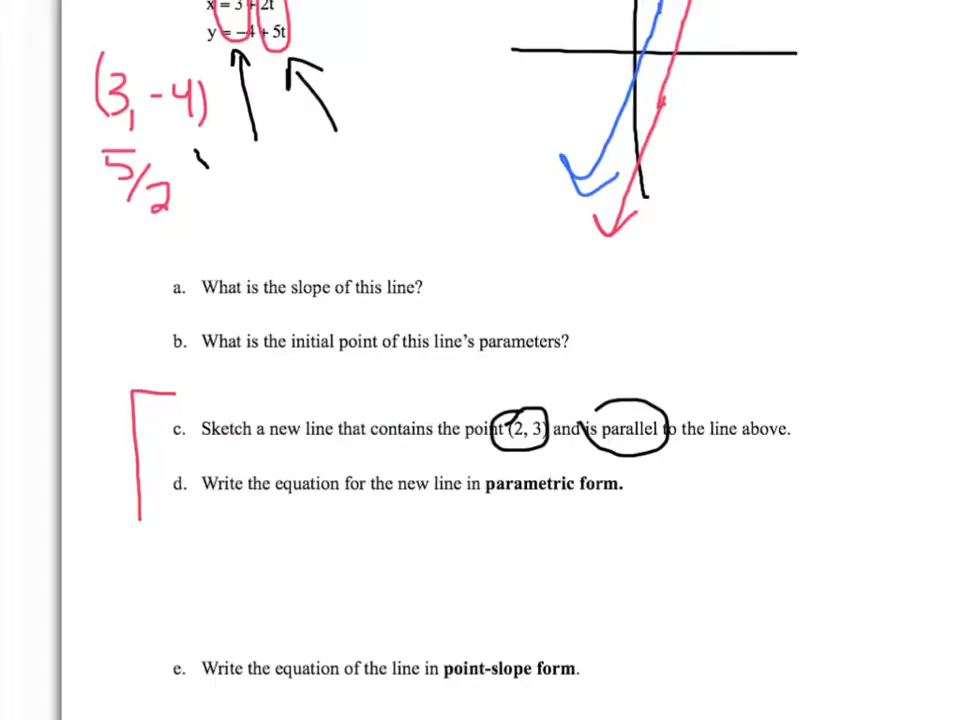 x = 3 + 2t
y = −4 + 5t
(3, -4)
5/2
a. What is the slope of this line?
b. What is the initial point of this line's parameters?
c. Sketch a new line that contains the point (2, 3) and is parallel to the line above.
d. Write the equation for the new line in parametric form.
e. Write the equation of the line in point-slope form.